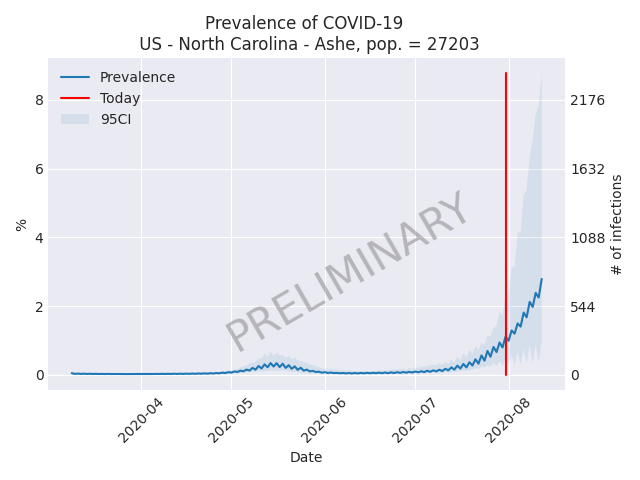 Prevalence of COVID-19
US - North Carolina - Ashe, pop. = 27203
Prevalence
Today
95CI
8
6
4
2
0
%
2176
1632
1088
544
0
# of infections
PRELIMINARY
2020-04
2020-05
2020-06
2020-07
2020-08
Date